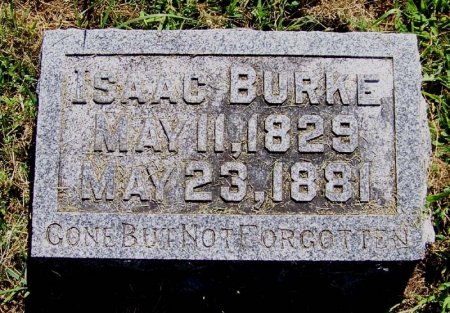 ISAAC BURKE
MAY 11, 1829
MAY 23, 1881
GONE BUT NOT FORGOTTEN